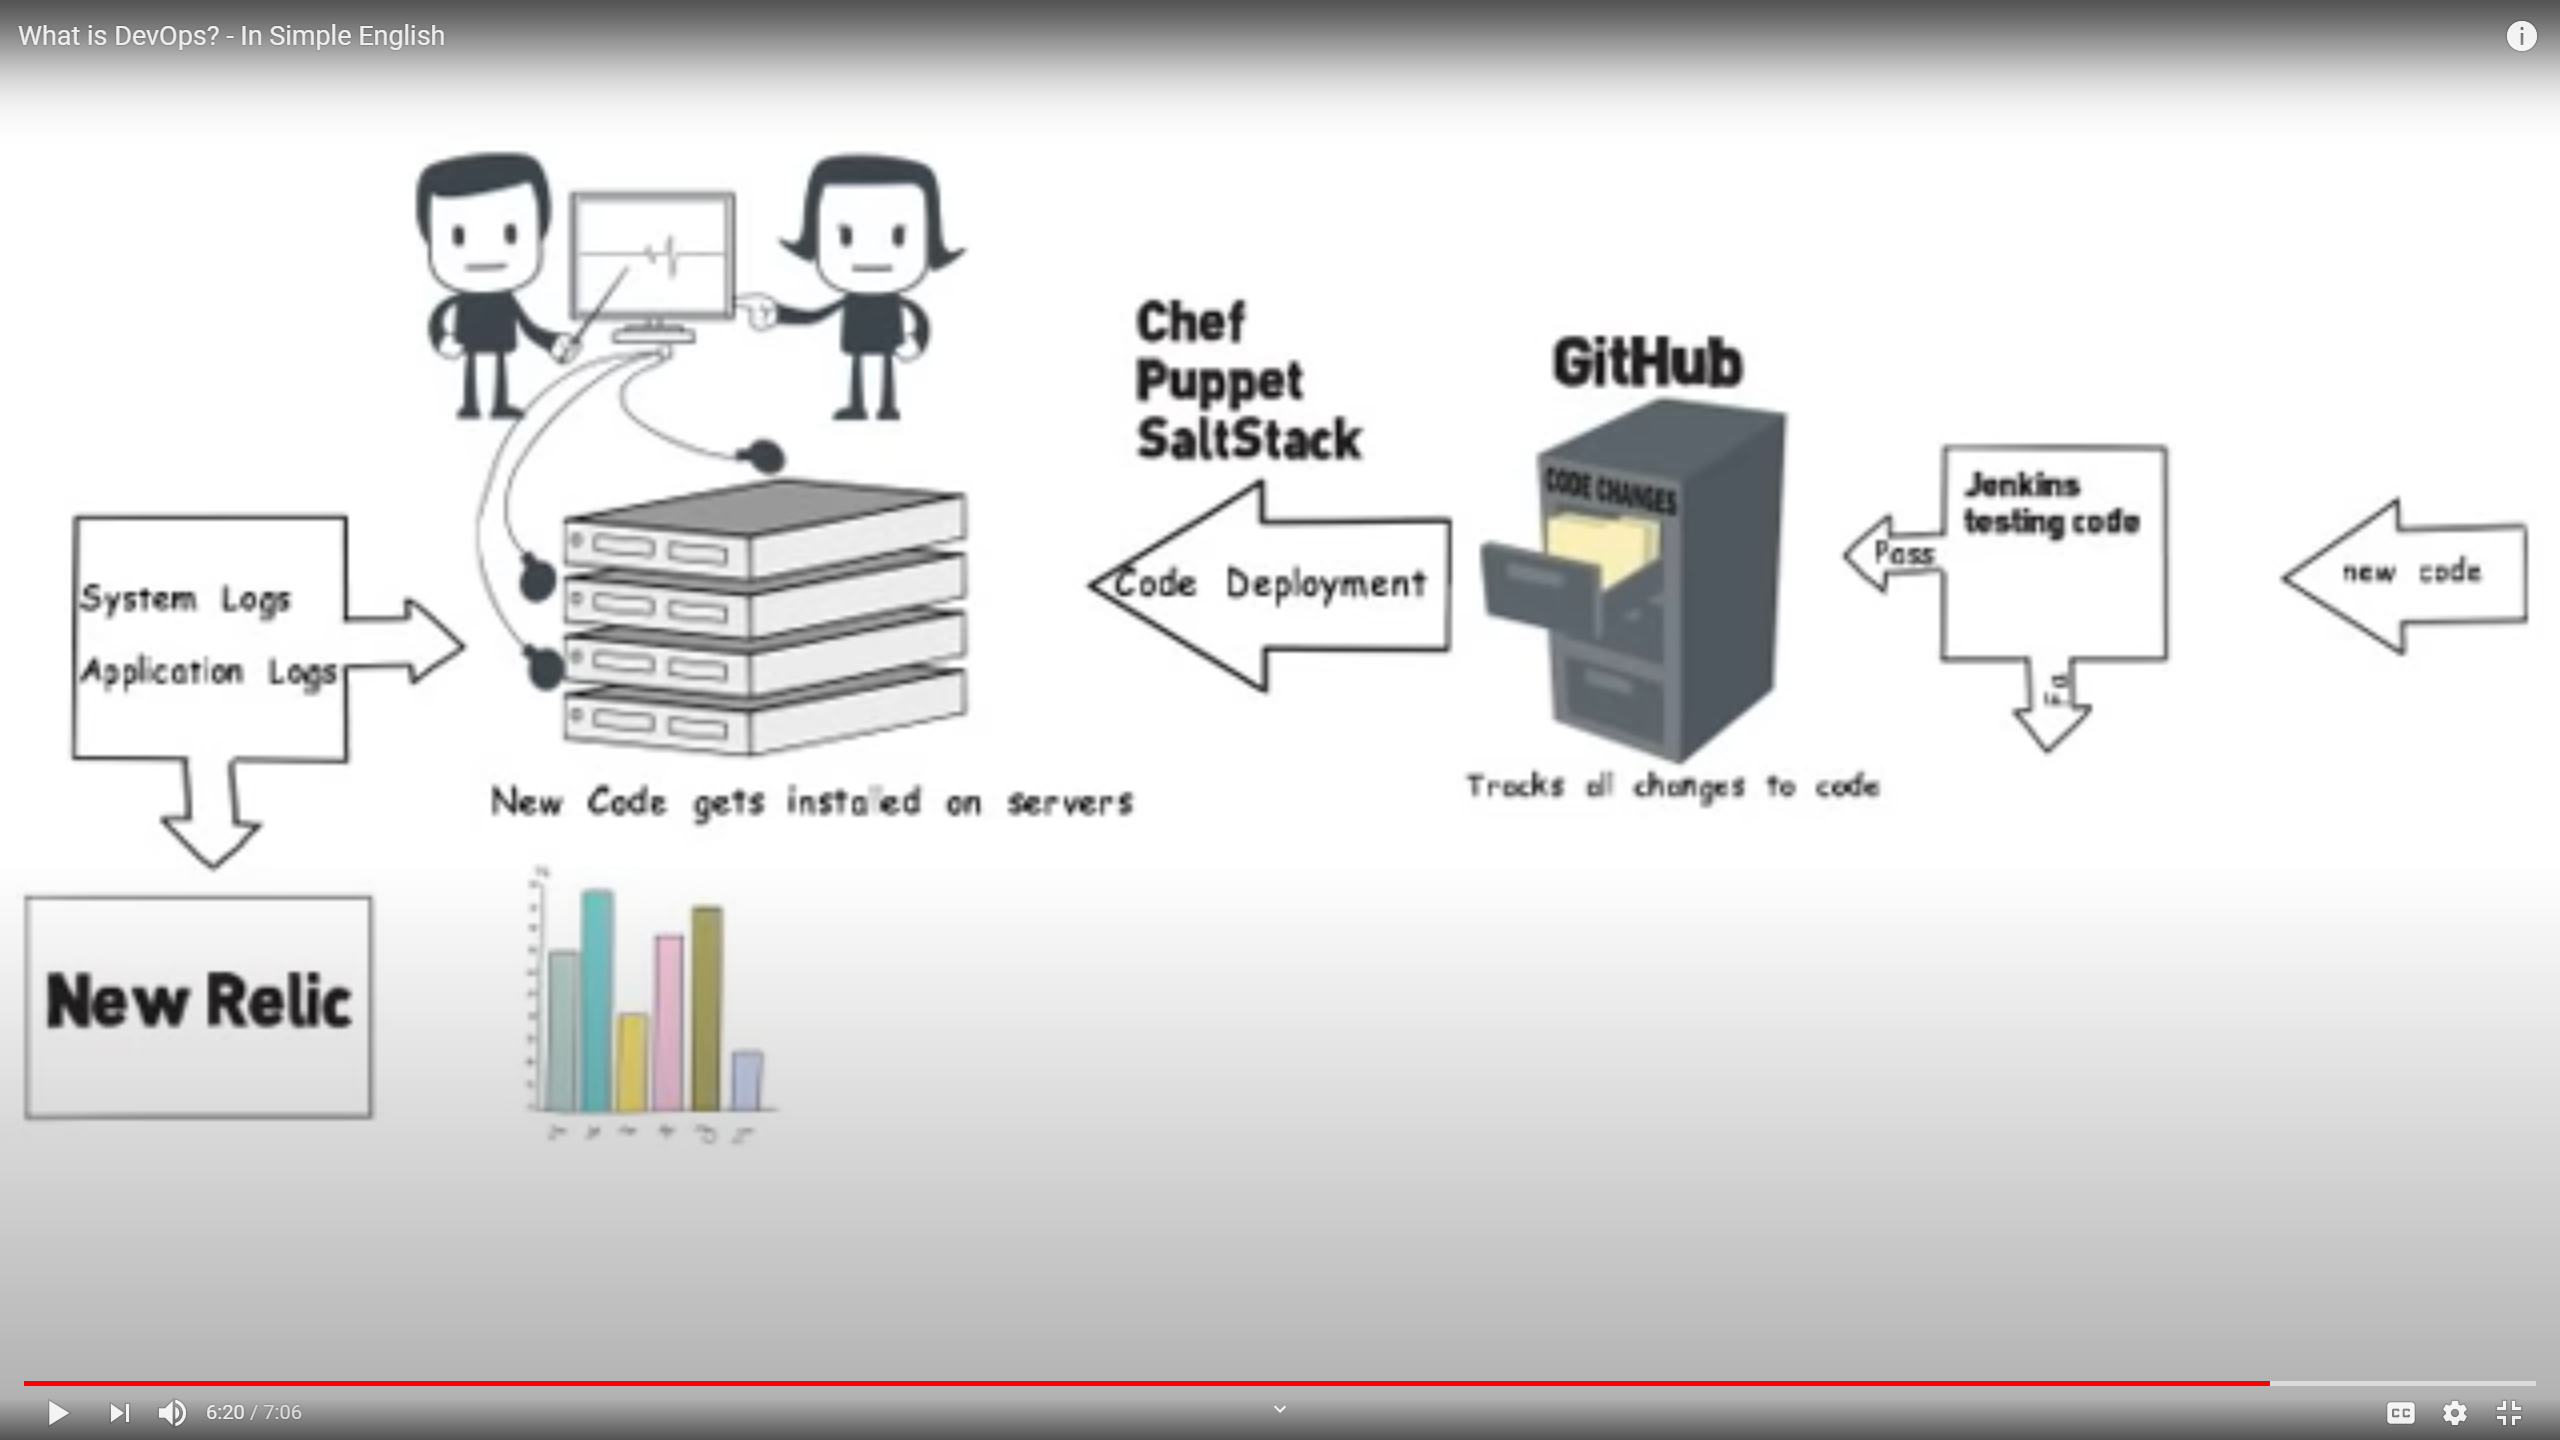 What is DevOps? - In Simple English
Chef
Puppet
SaltStack
GitHub
CODE CHANGES
Jenkins
testing code
Pass
new code
Code Deployment
System Logs
Application Logs
New Code gets installed on servers
Tracks all changes to code
New Relic
6:20 / 7:06
CC